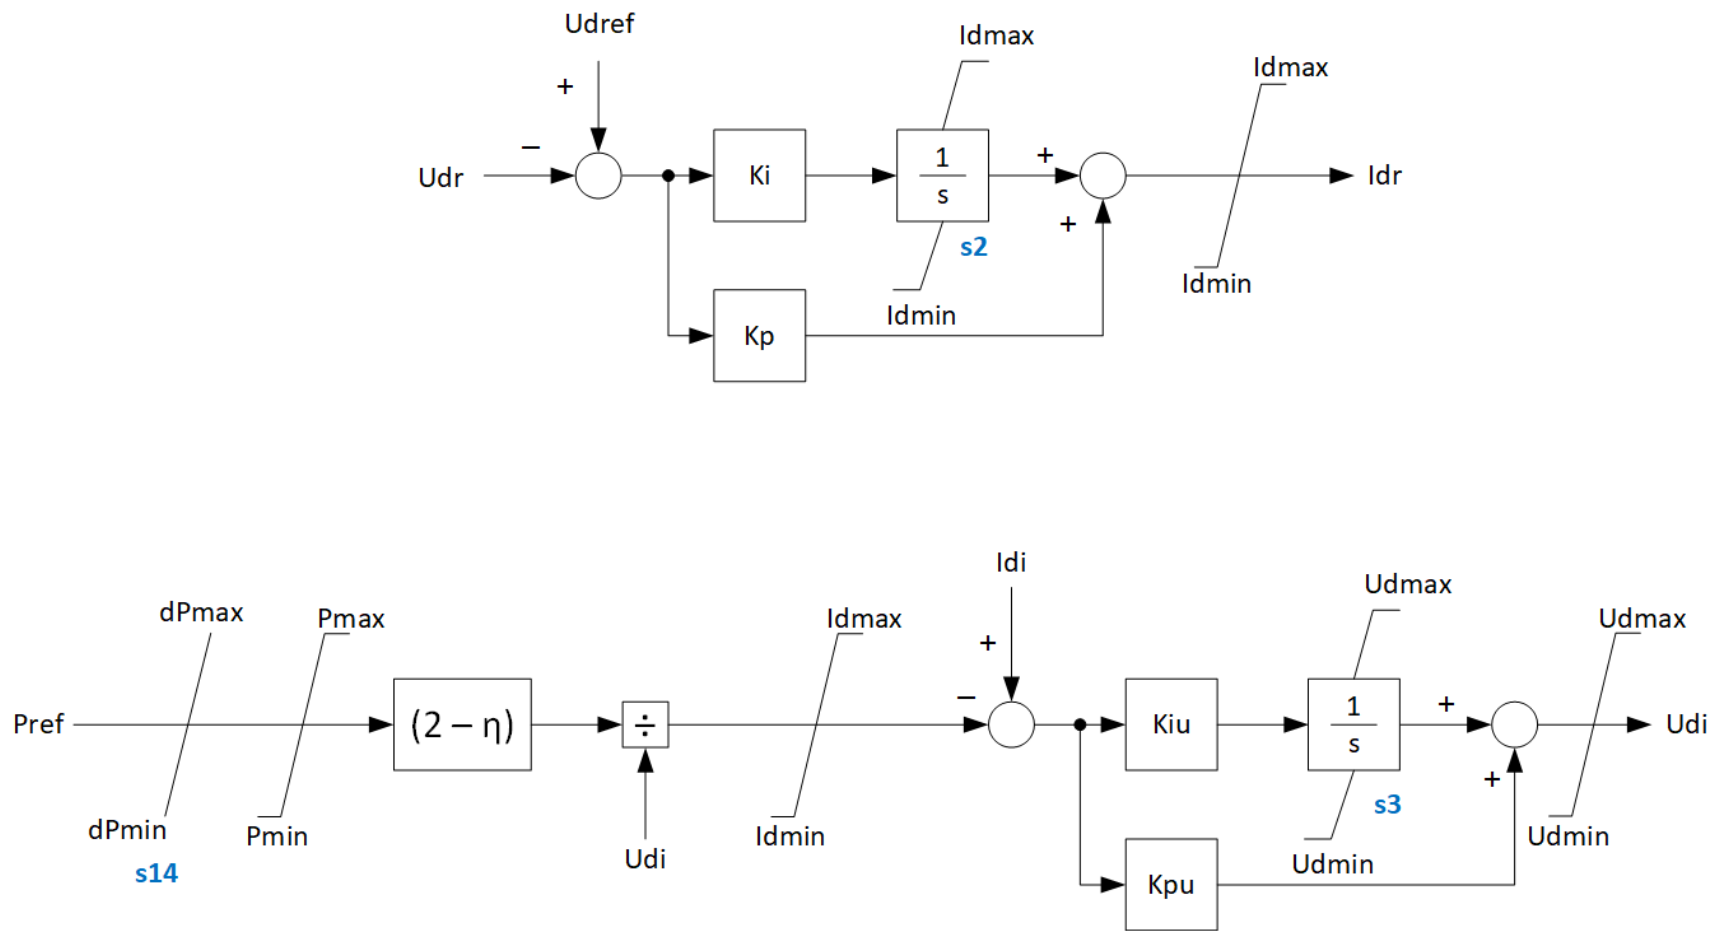 Udref
Idmax
Idmax
+
−
Udr
Ki
1
s
+
Idr
+
s2
Idmin
Idmin
Kp
Idi
dPmax
Pmax
Idmax
Udmax
Udmax
+
−
Pref
(2 − η)
÷
Kiu
1
s
+
Udi
+
s3
dPmin
Pmin
Idmin
Udmin
s14
Udi
Udmin
Kpu